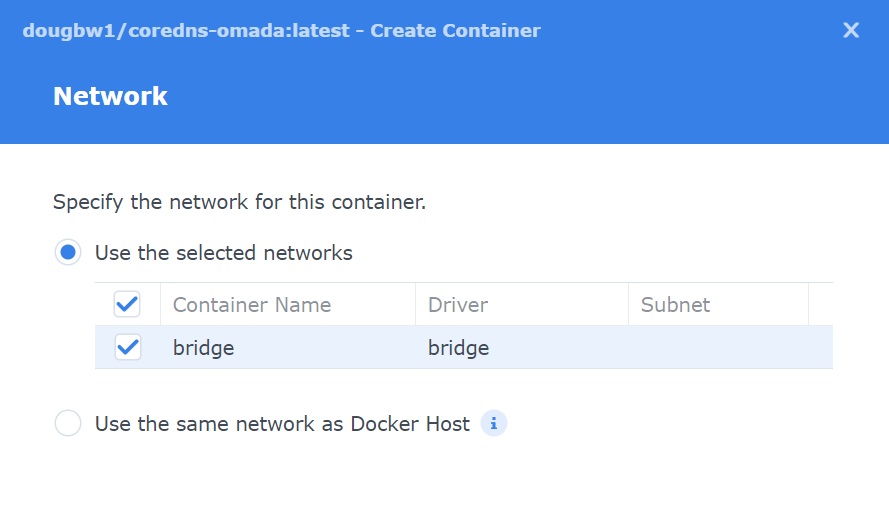 dougbw1/coredns-omada:latest - Create Container
Network
Specify the network for this container.
Use the selected networks
Container Name Driver Subnet
bridge bridge
Use the same network as Docker Host i